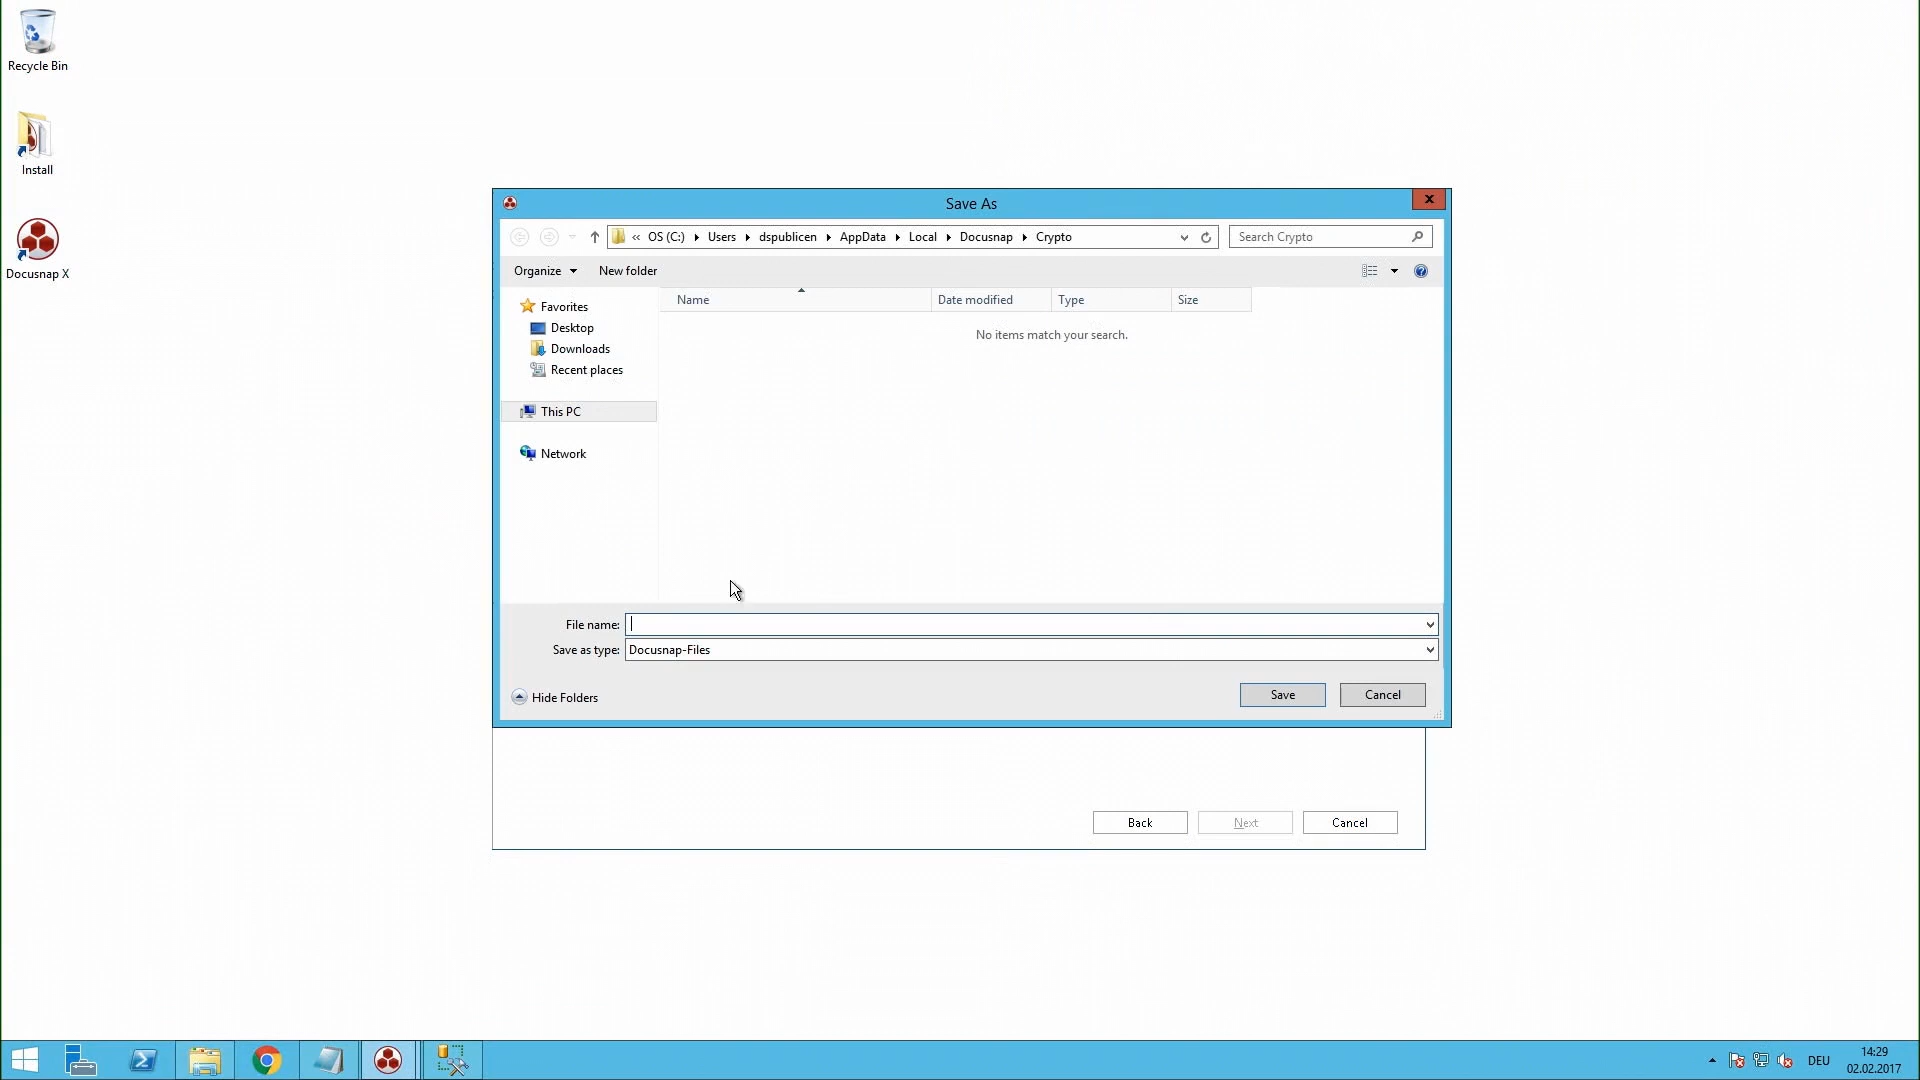 Recycle Bin
Install
Docusnap X
Save As
x
« OS (C:) Users dspublicen AppData Local Docusnap Crypto
Search Crypto
Organize
New folder
Favorites
Desktop
Downloads
Recent places
This PC
Network
Name Date modified Type Size
No items match your search.
File name:
Save as type: Docusnap-Files
Hide Folders
Save Cancel
Back Next Cancel
DEU
14:29
02.02.2017